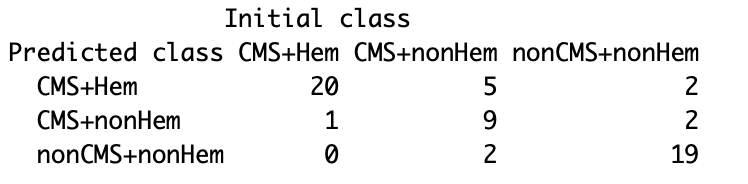 Initial class
Predicted class CMS+Hem CMS+nonHem nonCMS+nonHem
CMS+Hem 20 5 2
CMS+nonHem 1 9 2
nonCMS+nonHem 0 2 19